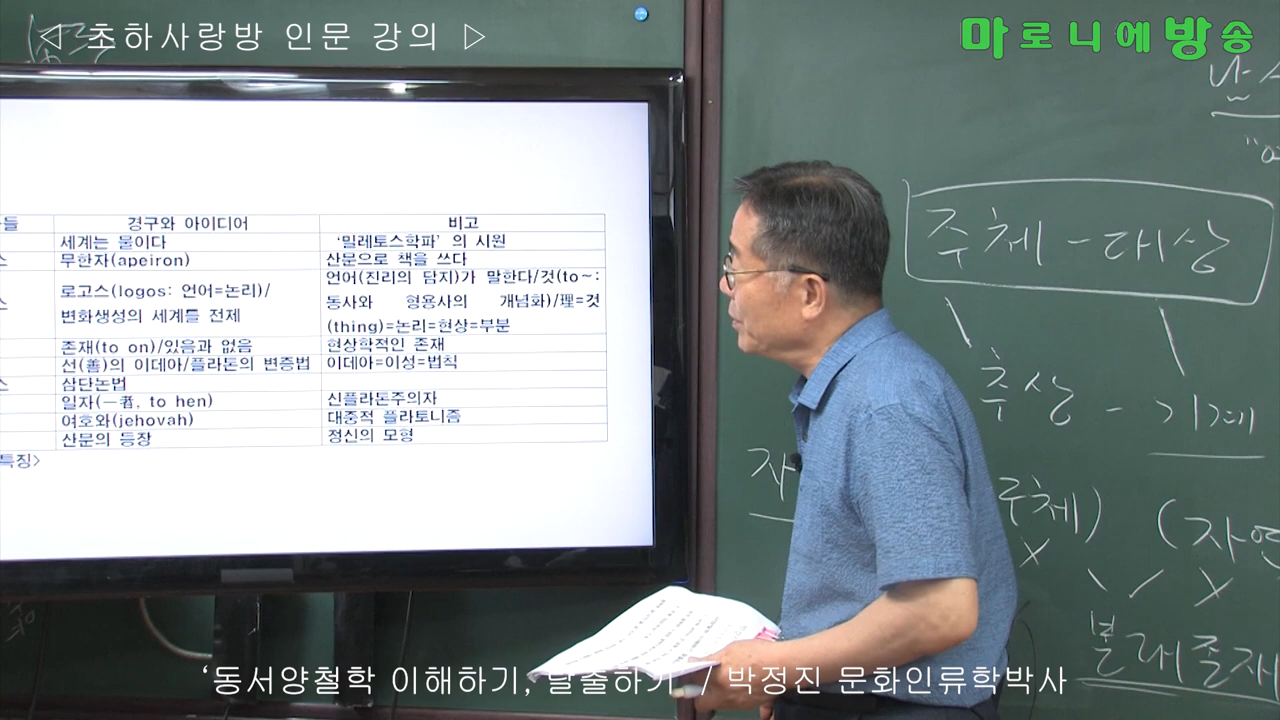 ◁ 초하사랑방 인문 강의 ▷
마로니에방송
들 경구와 아이디어 비고
세계는 물이다 ‘밀레토스학파’의 시원
스 무한자(apeiron) 산문으로 책을 쓰다
스 로고스(logos: 언어=논리)/
변화생성의 세계를 전제
언어(진리의 담지)가 말한다/것(to~:
동사와 형용사의 개념화)/理=것
(thing)=논리=현상=부분
존재(to on)/있음과 없음 현상학적인 존재
선(善)의 이데아/플라톤의 변증법 이데아=이성=법칙
스 삼단논법
일자(一者, to hen) 신플라톤주의자
여호와(jehovah) 대중적 플라토니즘
산문의 등장 정신의 모형
특징>
주체-대상
추상 - 기계
자
주체) (자연
본래존재
‘동서양철학 이해하기, 탈출하기’ / 박정진 문화인류학박사